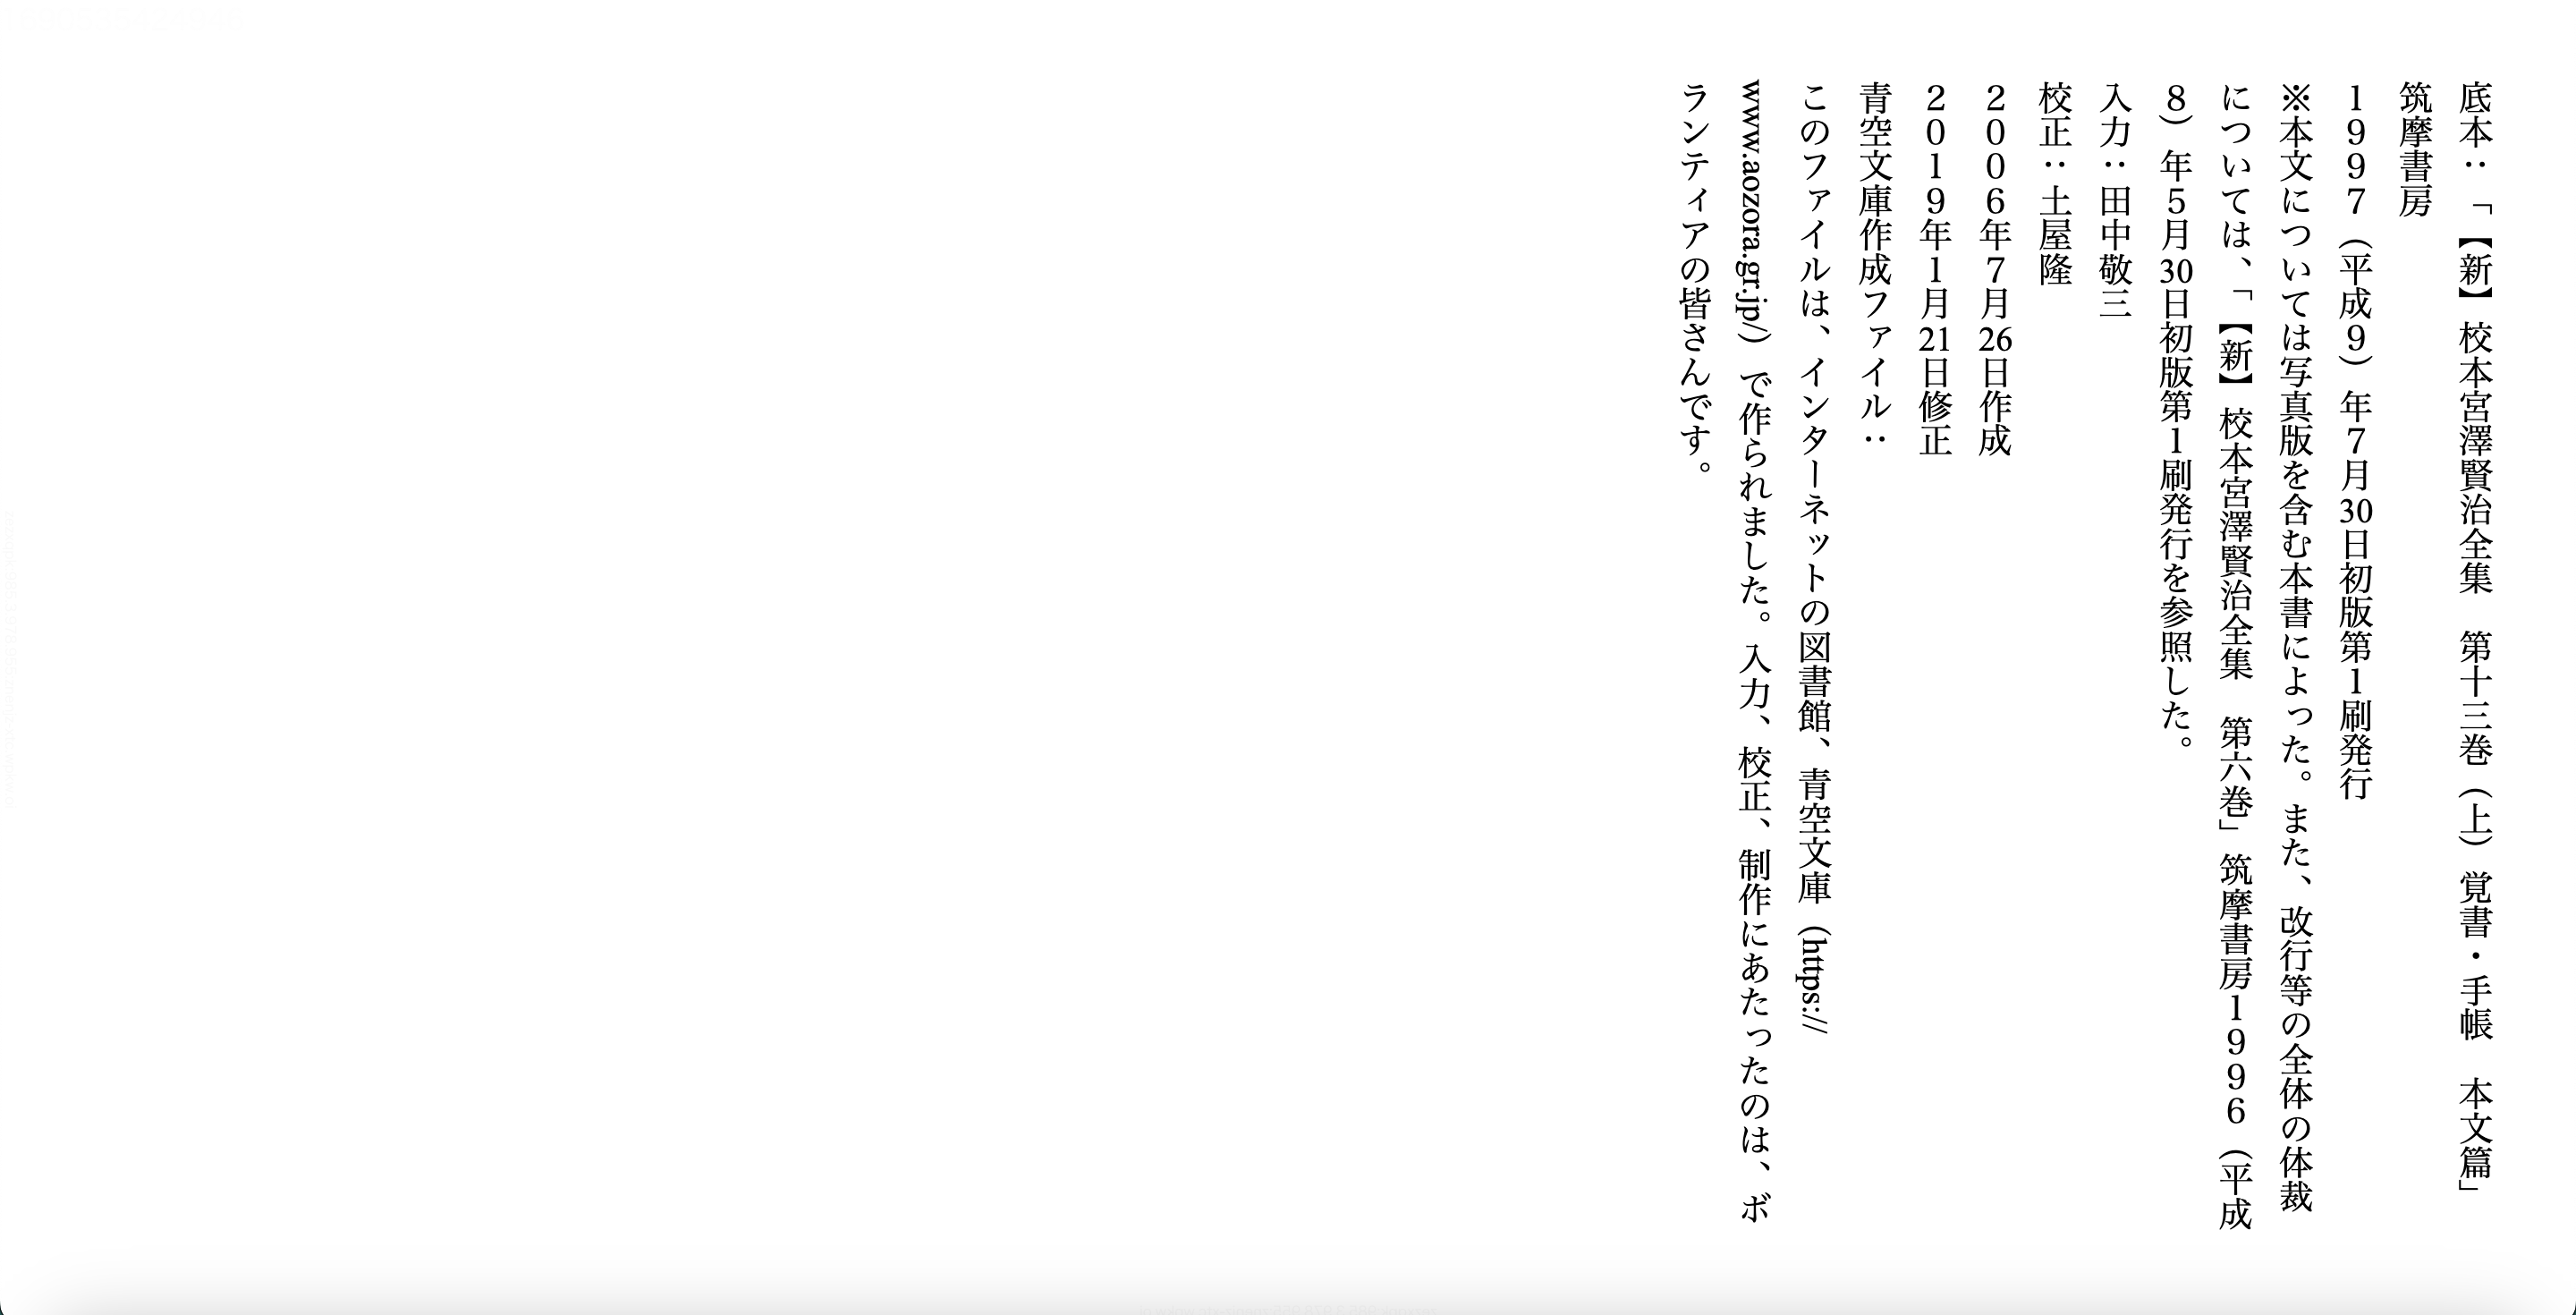 底本：「【新】校本宮澤賢治全集　第十三巻（上）覚書・手帳　本文篇」
筑摩書房
１９９７（平成９）年７月30日初版第１刷発行
※本文については写真版を含む本書によった。また、改行等の全体の体裁
については、「【新】校本宮澤賢治全集　第六巻」筑摩書房１９９６（平成
８）年５月30日初版第１刷発行を参照した。
入力：田中敬三
校正：土屋隆
２００６年７月26日作成
２０１９年１月21日修正
青空文庫作成ファイル：
このファイルは、インターネットの図書館、青空文庫（https://
www.aozora.gr.jp/）で作られました。入力、校正、制作にあたったのは、ボ
ランティアの皆さんです。